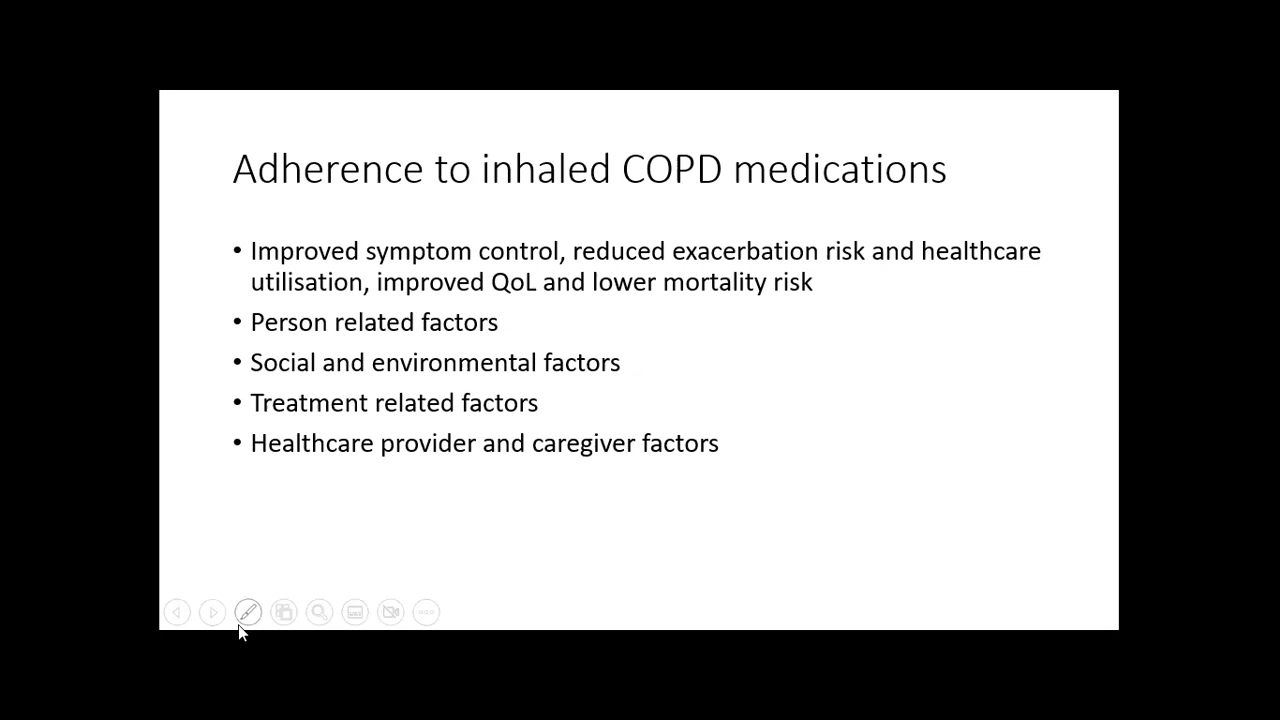 Adherence to inhaled COPD medications
• Improved symptom control, reduced exacerbation risk and healthcare
utilisation, improved QoL and lower mortality risk
• Person related factors
• Social and environmental factors
• Treatment related factors
• Healthcare provider and caregiver factors